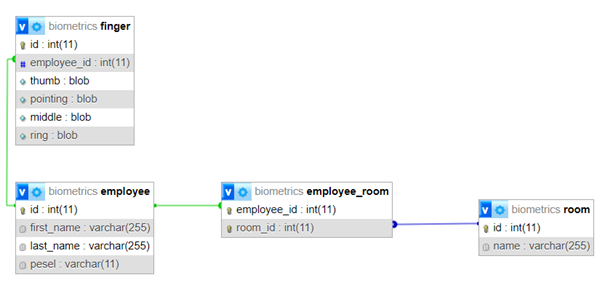 v biometrics finger
id : int(11)
# employee_id : int(11)
thumb : blob
pointing : blob
middle : blob
ring : blob
v biometrics employee
id : int(11)
first_name : varchar(255)
last_name : varchar(255)
pesel : varchar(11)
v biometrics employee_room
employee_id : int(11)
room_id : int(11)
v biometrics room
id : int(11)
name : varchar(255)